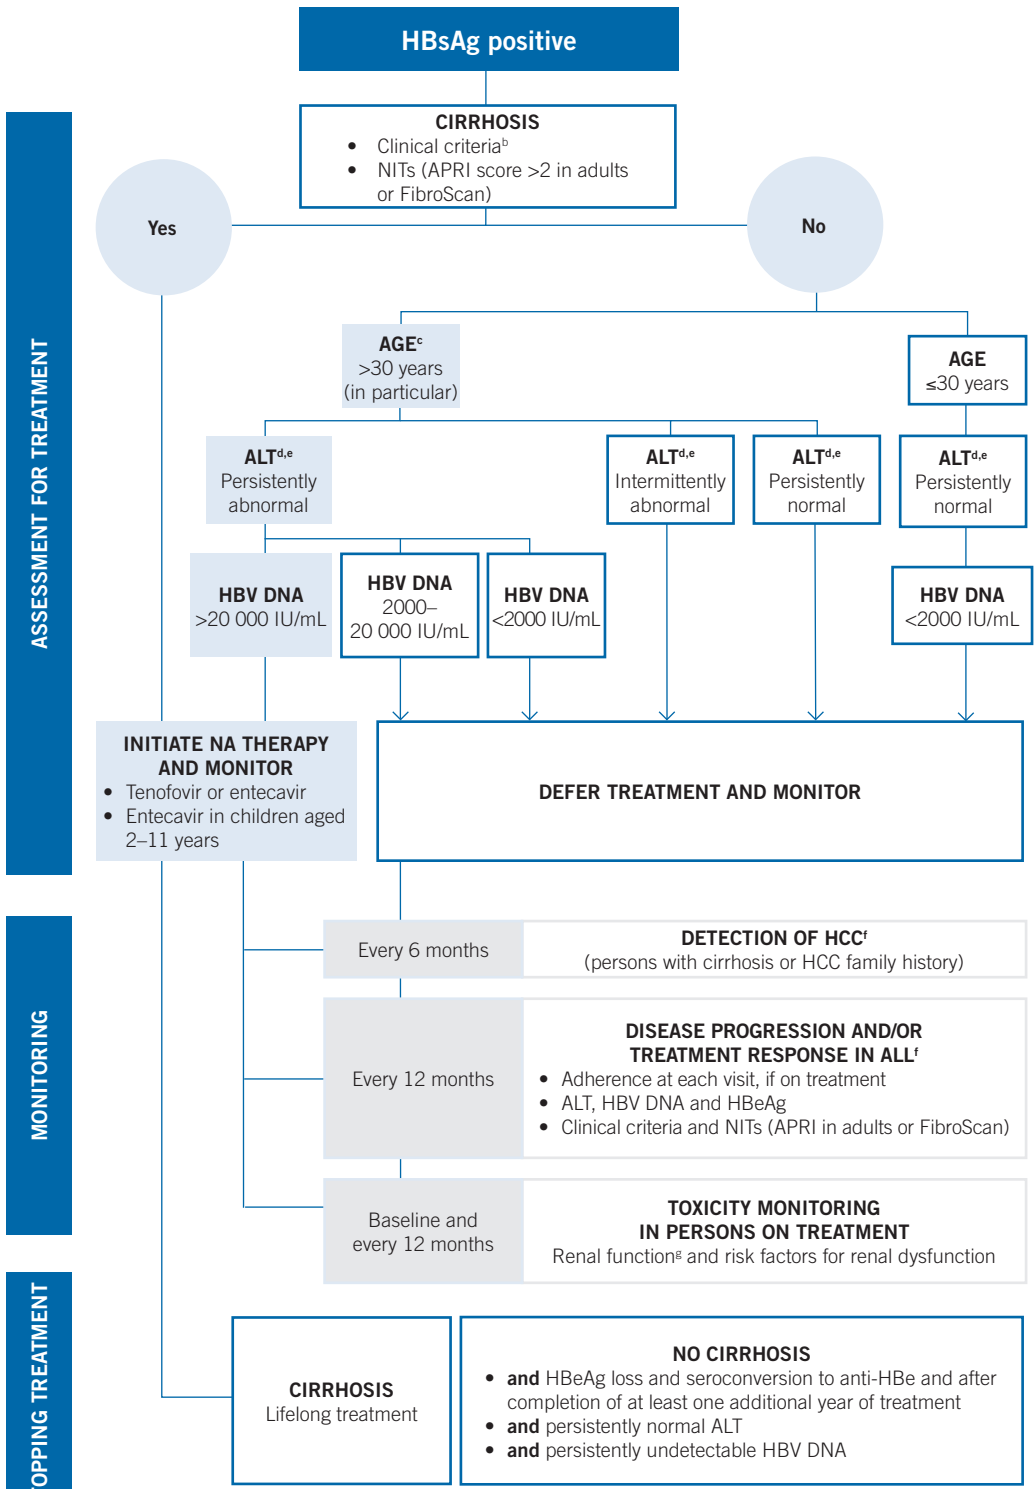 HBsAg positive
CIRRHOSIS
• Clinical criteriaᵇ
• NITs (APRI score >2 in adults
or FibroScan)
Yes
No
ASSESSMENT FOR TREATMENT
AGEᶜ
>30 years
(in particular)
AGE
≤30 years
ALTᵈ,ᵉ
Persistently
abnormal
ALTᵈ,ᵉ
Intermittently
abnormal
ALTᵈ,ᵉ
Persistently
normal
ALTᵈ,ᵉ
Persistently
normal
HBV DNA
>20 000 IU/mL
HBV DNA
2000–
20 000 IU/mL
HBV DNA
<2000 IU/mL
HBV DNA
<2000 IU/mL
INITIATE NA THERAPY
AND MONITOR
• Tenofovir or entecavir
• Entecavir in children aged
2–11 years
DEFER TREATMENT AND MONITOR
MONITORING
Every 6 months
DETECTION OF HCCᶠ
(persons with cirrhosis or HCC family history)
Every 12 months
DISEASE PROGRESSION AND/OR
TREATMENT RESPONSE IN ALLᶠ
• Adherence at each visit, if on treatment
• ALT, HBV DNA and HBeAg
• Clinical criteria and NITs (APRI in adults or FibroScan)
Baseline and
every 12 months
TOXICITY MONITORING
IN PERSONS ON TREATMENT
Renal functionᵍ and risk factors for renal dysfunction
TOPPING TREATMENT
CIRRHOSIS
Lifelong treatment
NO CIRRHOSIS
• and HBeAg loss and seroconversion to anti-HBe and after
completion of at least one additional year of treatment
• and persistently normal ALT
• and persistently undetectable HBV DNA